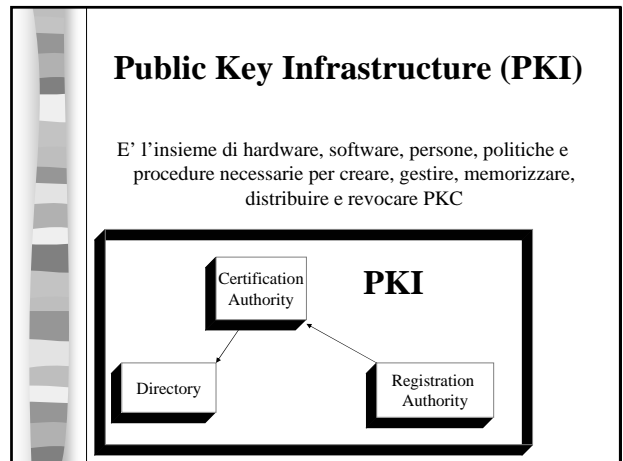 Public Key Infrastructure (PKI)
E' l'insieme di hardware, software, persone, politiche e
procedure necessarie per creare, gestire, memorizzare,
distribuire e revocare PKC
Certification
Authority
PKI
Directory
Registration
Authority